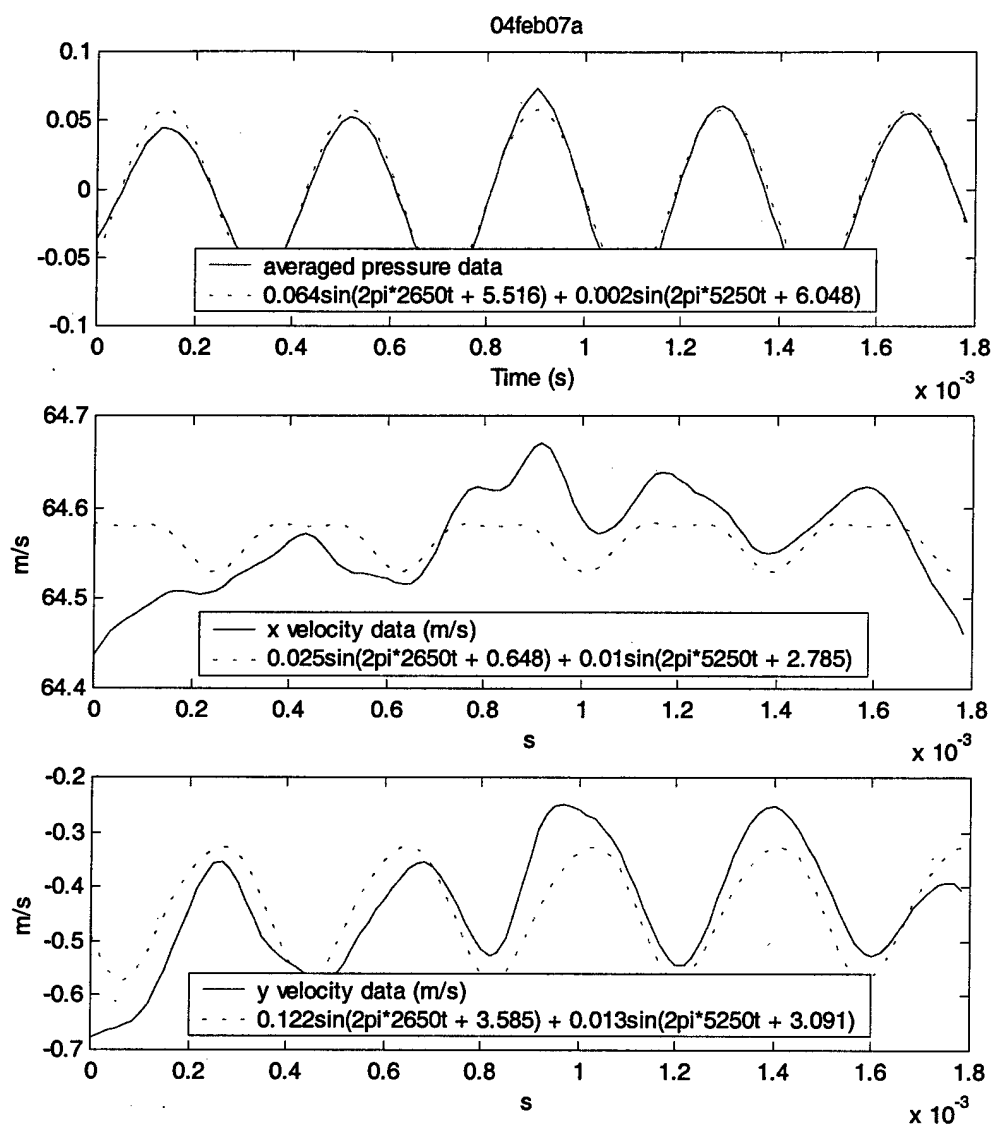 04feb07a
0.1
0.05
0
-0.05
-0.1
averaged pressure data
0.064sin(2pi*2650t + 5.516) + 0.002sin(2pi*5250t + 6.048)
0 0.2 0.4 0.6 0.8 1 1.2 1.4 1.6 1.8
Time (s)
x 10-3
64.7
64.6
64.5
64.4
m/s
x velocity data (m/s)
0.025sin(2pi*2650t + 0.648) + 0.01sin(2pi*5250t + 2.785)
0 0.2 0.4 0.6 0.8 1 1.2 1.4 1.6 1.8
s
x 10-3
-0.2
-0.3
-0.4
-0.5
-0.6
-0.7
m/s
y velocity data (m/s)
0.122sin(2pi*2650t + 3.585) + 0.013sin(2pi*5250t + 3.091)
0 0.2 0.4 0.6 0.8 1 1.2 1.4 1.6 1.8
s
x 10-3